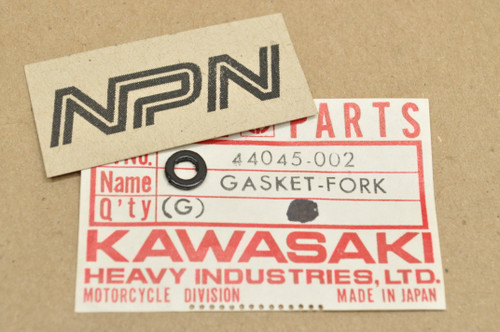 NPN
PARTS
No. 44045-002
Name GASKET-FORK
Q'ty (G)
KAWASAKI
HEAVY INDUSTRIES, LTD.
MOTORCYCLE DIVISION MADE IN JAPAN